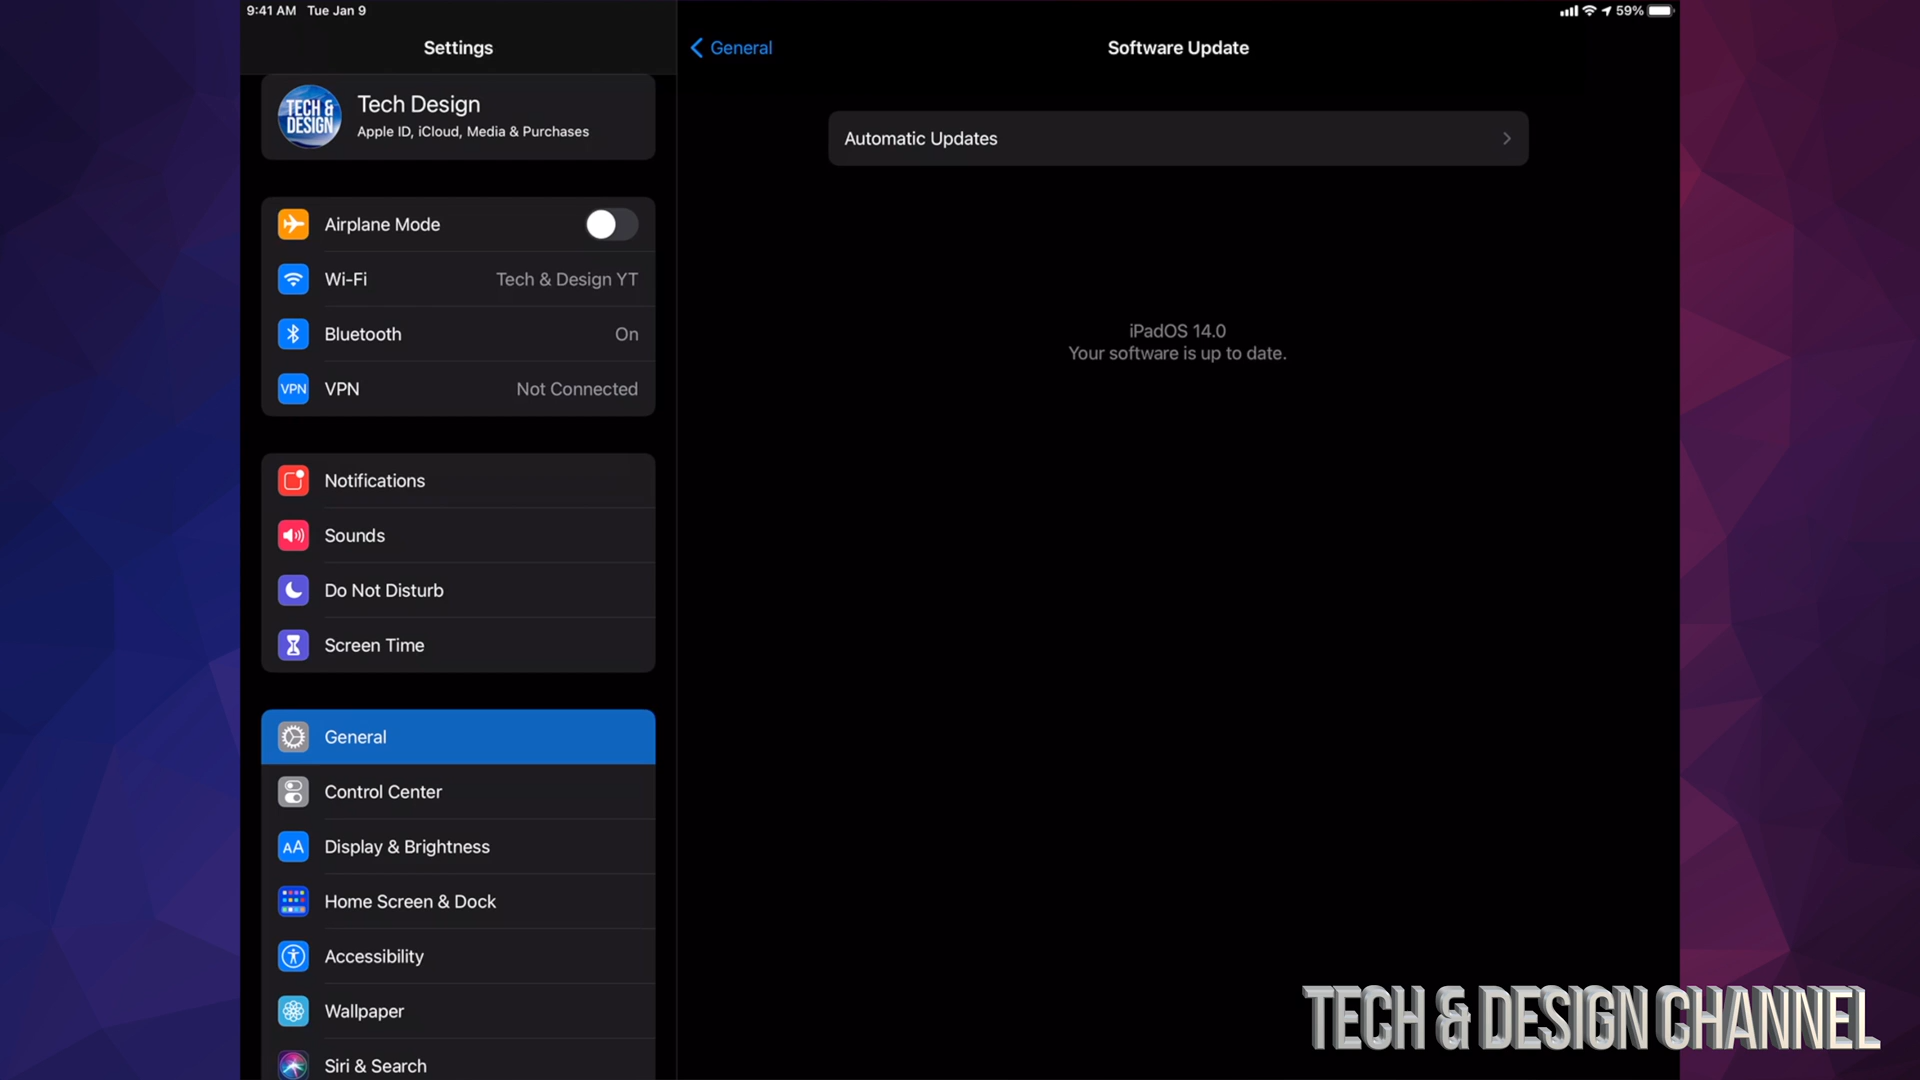 9:41 AM Tue Jan 9
59%
Settings
General
Software Update
TECH &
DESIGN
Tech Design
Apple ID, iCloud, Media & Purchases
Automatic Updates
Airplane Mode
Wi-Fi Tech & Design YT
Bluetooth On
VPN VPN Not Connected
iPadOS 14.0
Your software is up to date.
Notifications
Sounds
Do Not Disturb
Screen Time
General
Control Center
AA Display & Brightness
Home Screen & Dock
Accessibility
Wallpaper
Siri & Search
TECH & DESIGN CHANNEL